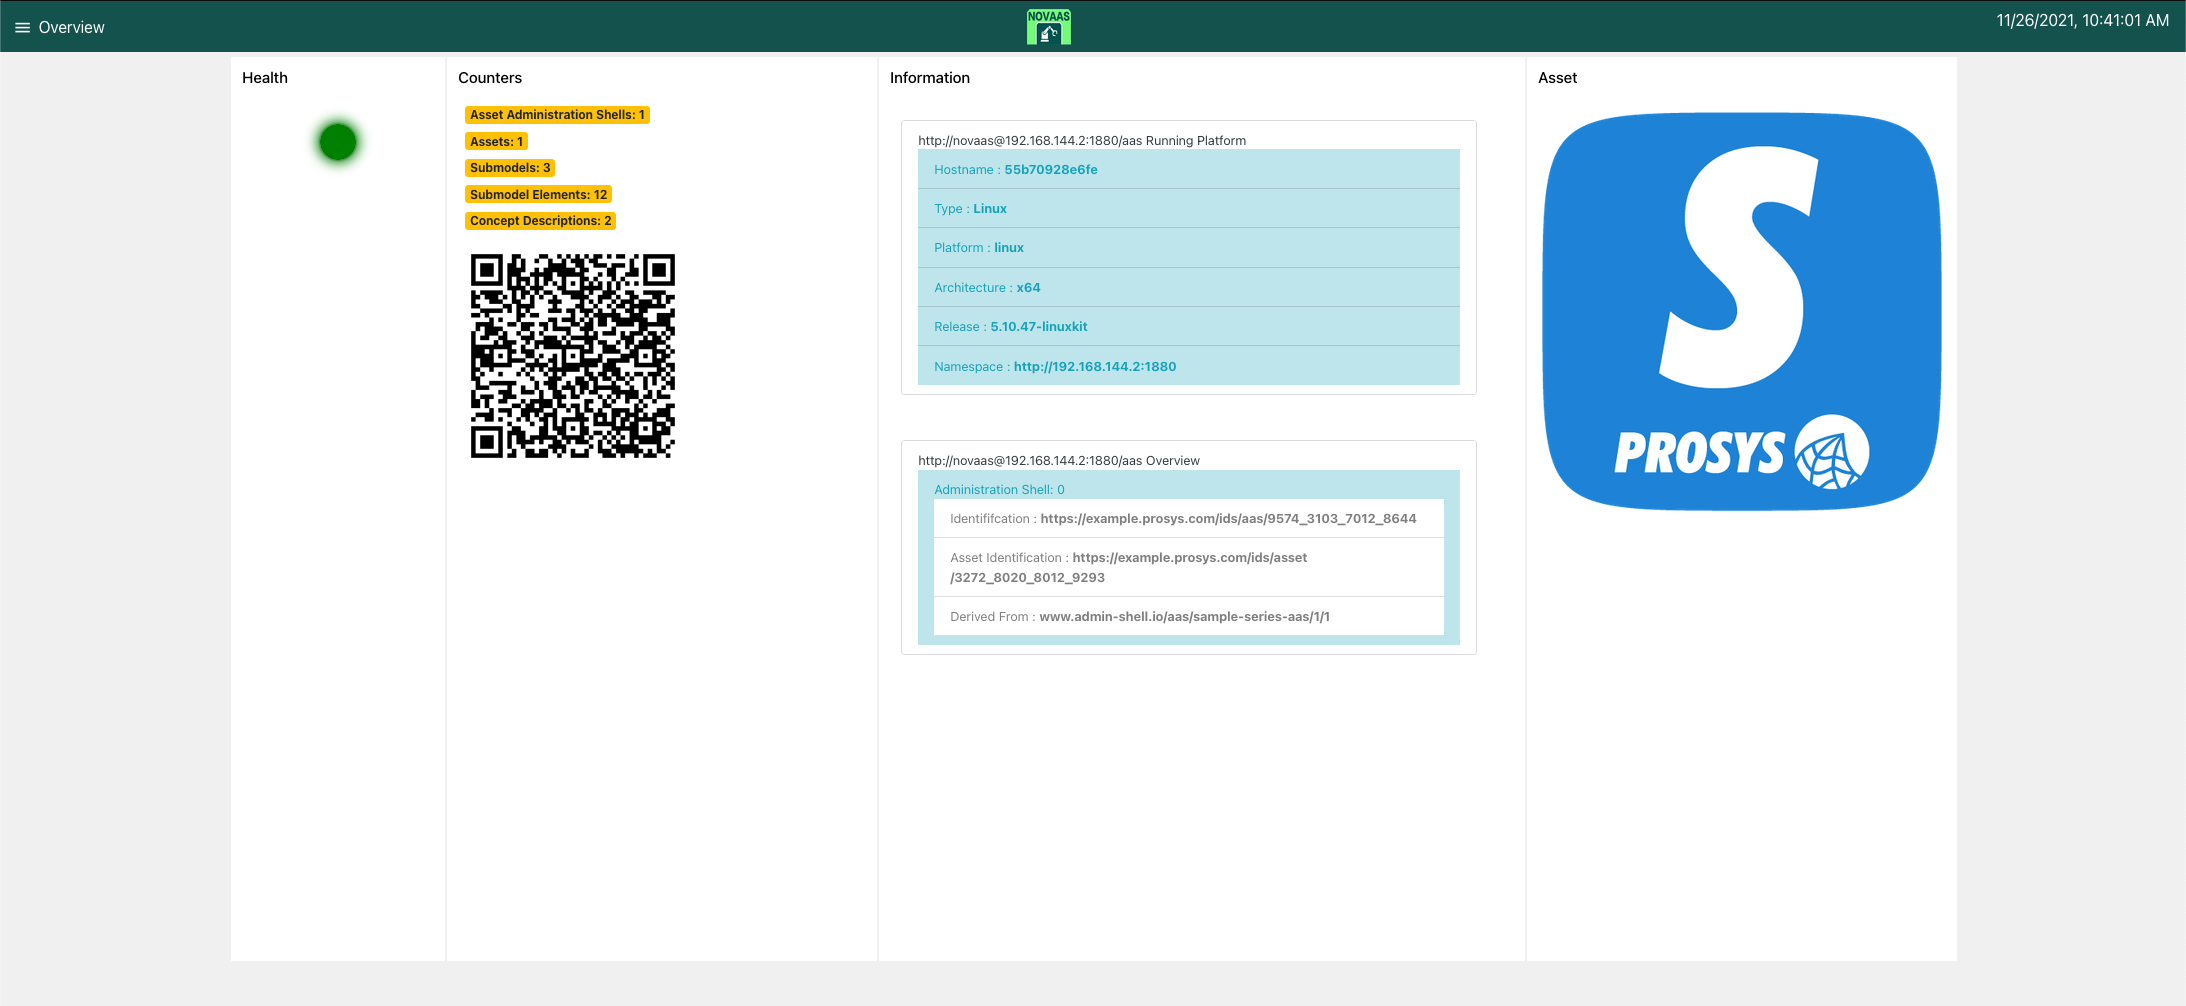 Overview
NOVAAS
11/26/2021, 10:41:01 AM
Health
Counters
Asset Administration Shells: 1
Assets: 1
Submodels: 3
Submodel Elements: 12
Concept Descriptions: 2
Information
http://novaas@192.168.144.2:1880/aas Running Platform
Hostname : 55b70928e6fe
Type : Linux
Platform : linux
Architecture : x64
Release : 5.10.47-linuxkit
Namespace : http://192.168.144.2:1880
http://novaas@192.168.144.2:1880/aas Overview
Administration Shell: 0
Identififcation : https://example.prosys.com/ids/aas/9574_3103_7012_8644
Asset Identification : https://example.prosys.com/ids/asset
/3272_8020_8012_9293
Derived From : www.admin-shell.io/aas/sample-series-aas/1/1
Asset
S
PROSYS